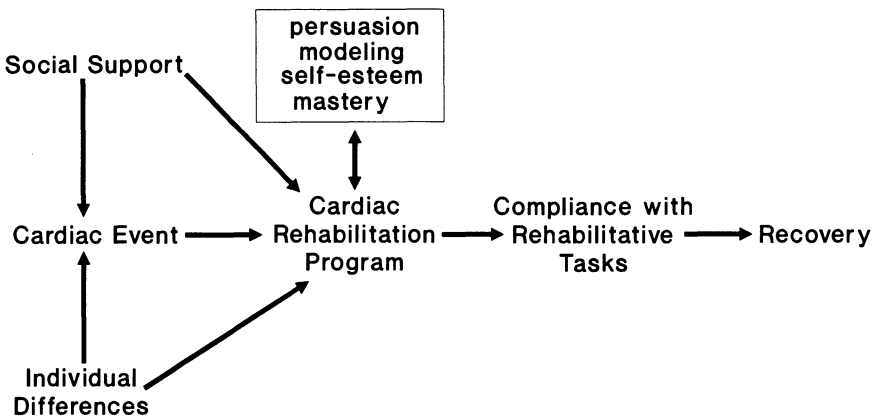 persuasion
modeling
self-esteem
mastery
Social Support
Cardiac Event
Cardiac
Rehabilitation
Program
Compliance with
Rehabilitative
Tasks
Recovery
Individual
Differences